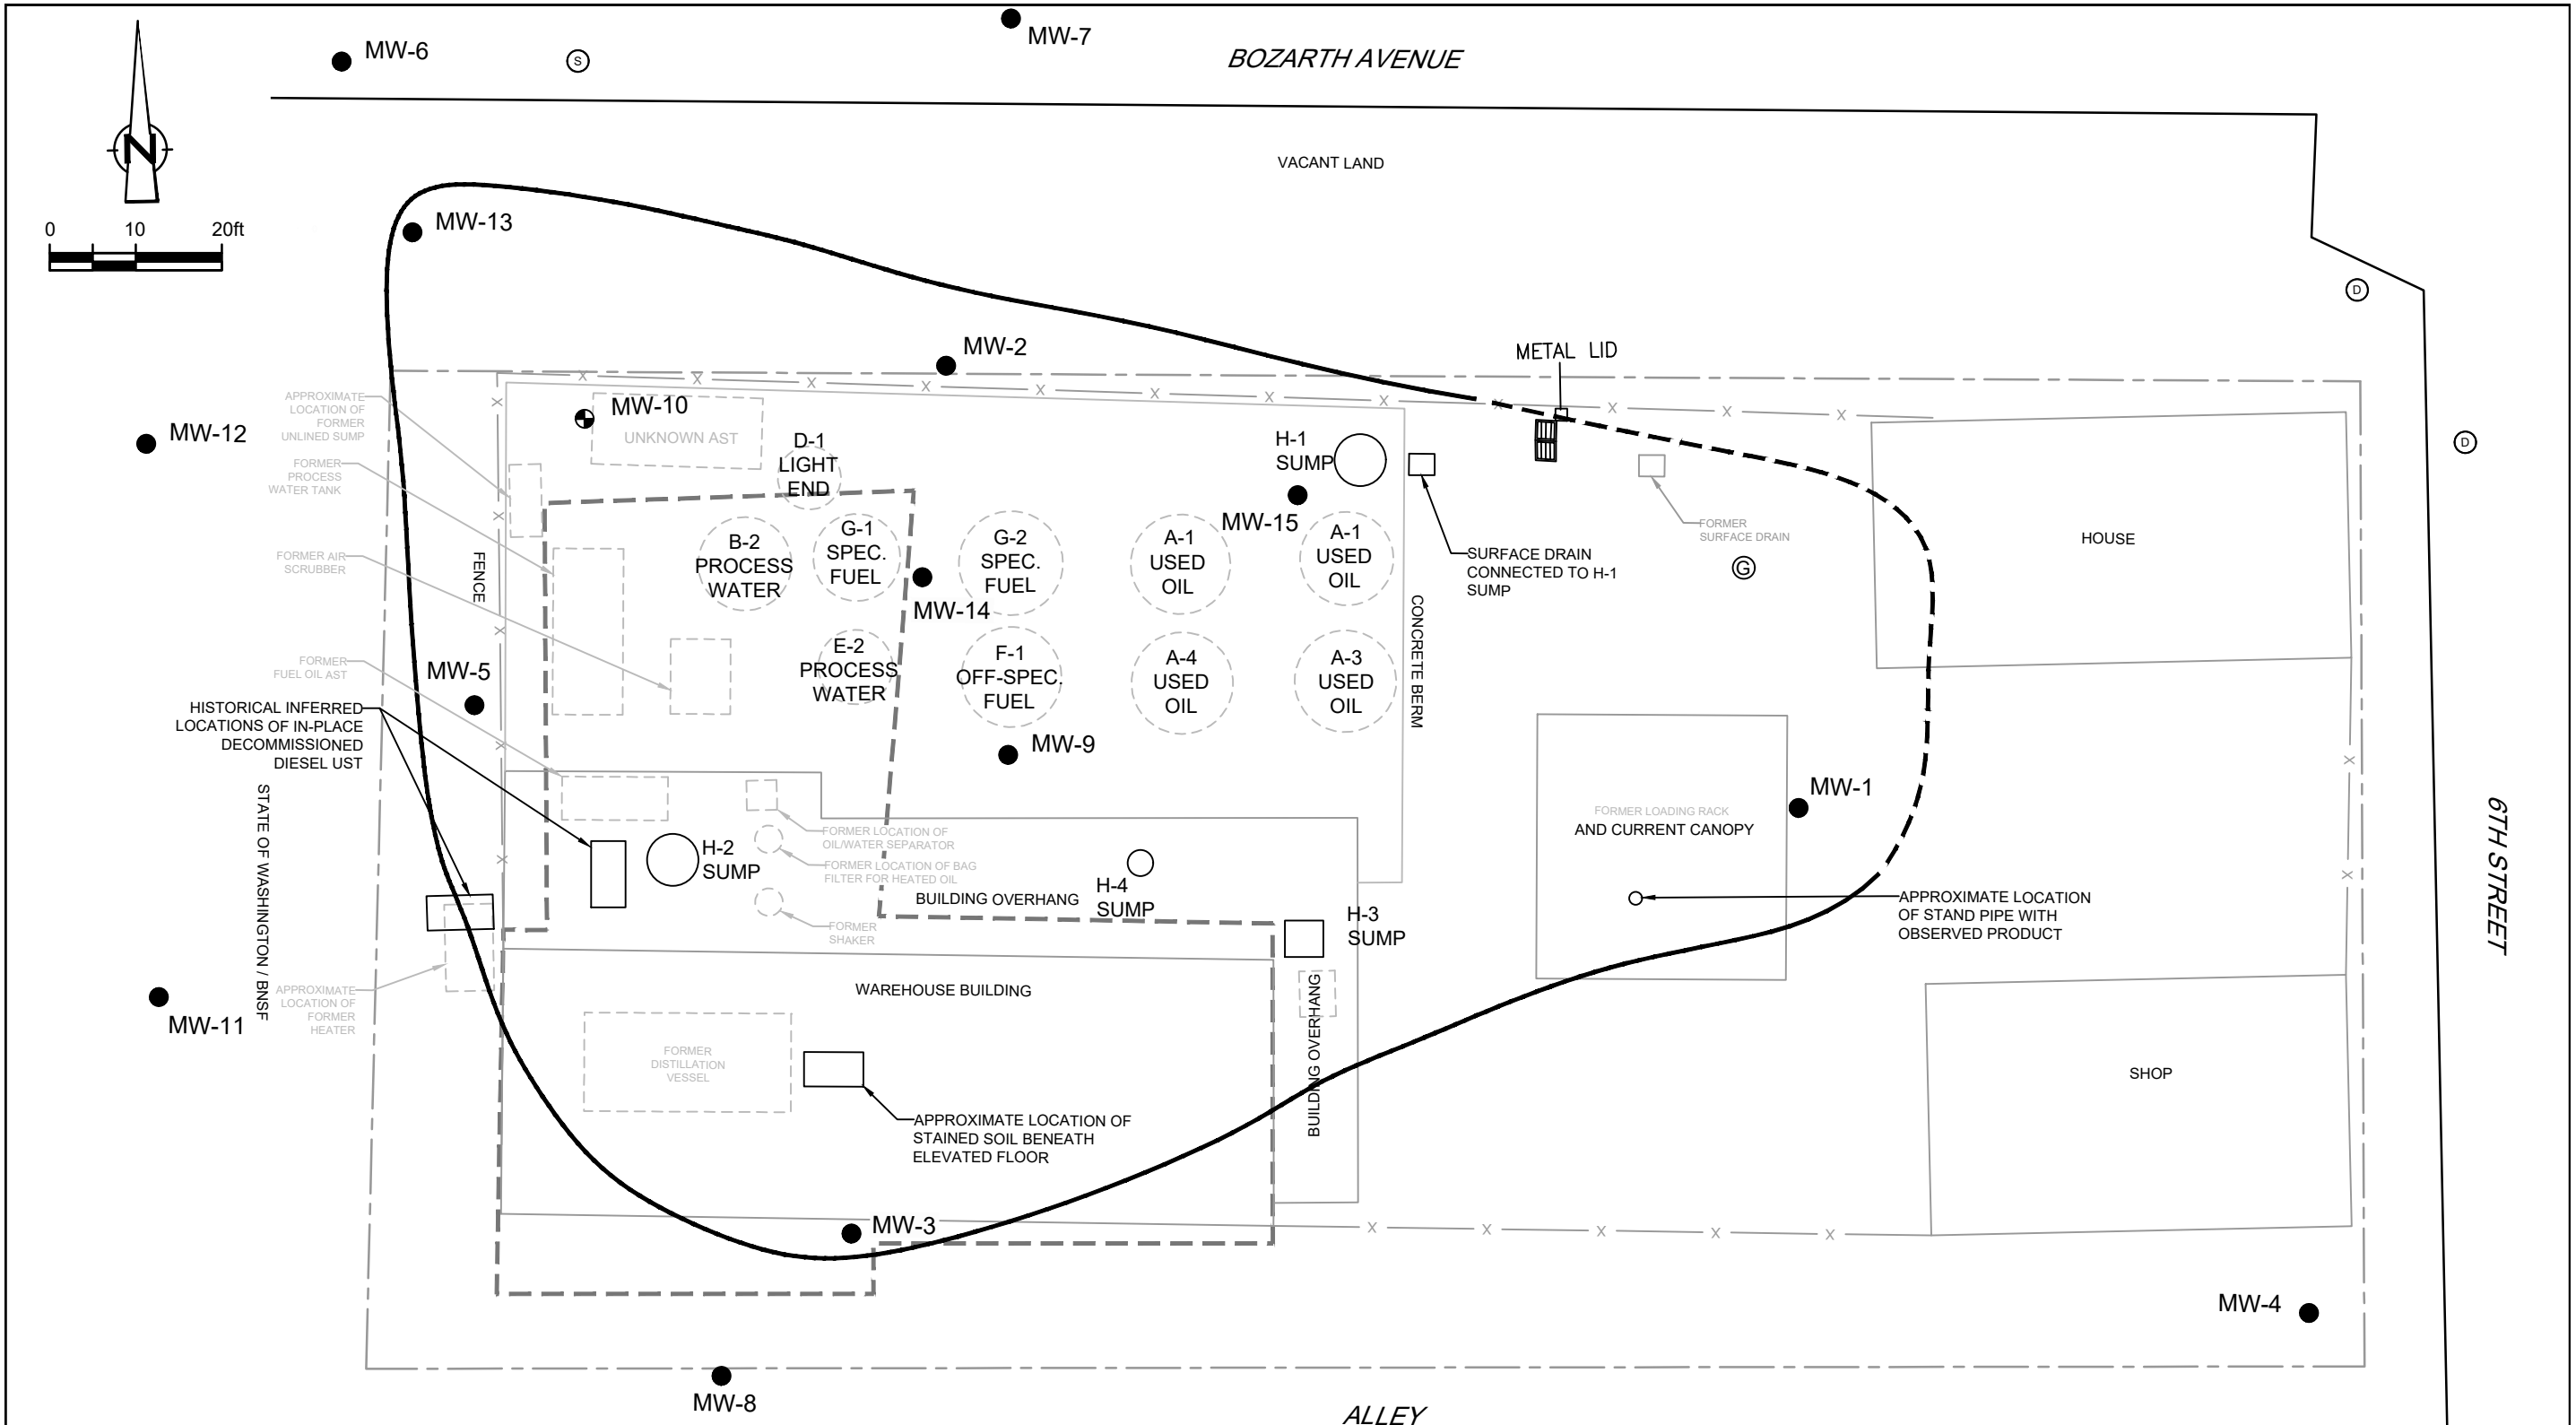 MW-6
S
MW-7
BOZARTH AVENUE
N
VACANT LAND
0 10 20ft
MW-13
D
MW-2
METAL LID
MW-12
APPROXIMATE
LOCATION OF
FORMER
UNLINED SUMP
MW-10
UNKNOWN AST
D-1
LIGHT
END
H-1
SUMP
D
FORMER
PROCESS
WATER TANK
MW-15
FORMER
SURFACE DRAIN
HOUSE
FORMER AIR
SCRUBBER
FENCE
B-2
PROCESS
WATER
G-1
SPEC.
FUEL
G-2
SPEC.
FUEL
A-1
USED
OIL
A-1
USED
OIL
SURFACE DRAIN
CONNECTED TO H-1
SUMP
G
MW-14
CONCRETE BERM
FORMER
FUEL OIL AST
MW-5
E-2
PROCESS
WATER
F-1
OFF-SPEC.
FUEL
A-4
USED
OIL
A-3
USED
OIL
HISTORICAL INFERRED
LOCATIONS OF IN-PLACE
DECOMMISSIONED
DIESEL UST
MW-9
MW-1
STATE OF WASHINGTON / BNSF
FORMER LOADING RACK
AND CURRENT CANOPY
6TH STREET
H-2
SUMP
FORMER LOCATION OF
OIL/WATER SEPARATOR
FORMER LOCATION OF BAG
FILTER FOR HEATED OIL
BUILDING OVERHANG
H-4
SUMP
FORMER
SHAKER
H-3
SUMP
APPROXIMATE LOCATION
OF STAND PIPE WITH
OBSERVED PRODUCT
MW-11
APPROXIMATE
LOCATION OF
FORMER
HEATER
WAREHOUSE BUILDING
BUILDING OVERHANG
FORMER
DISTILLATION
VESSEL
SHOP
APPROXIMATE LOCATION OF
STAINED SOIL BENEATH
ELEVATED FLOOR
MW-3
MW-4
MW-8
ALLEY
X X X X X X X X X X X X
X X X X X
X X X X X
X X